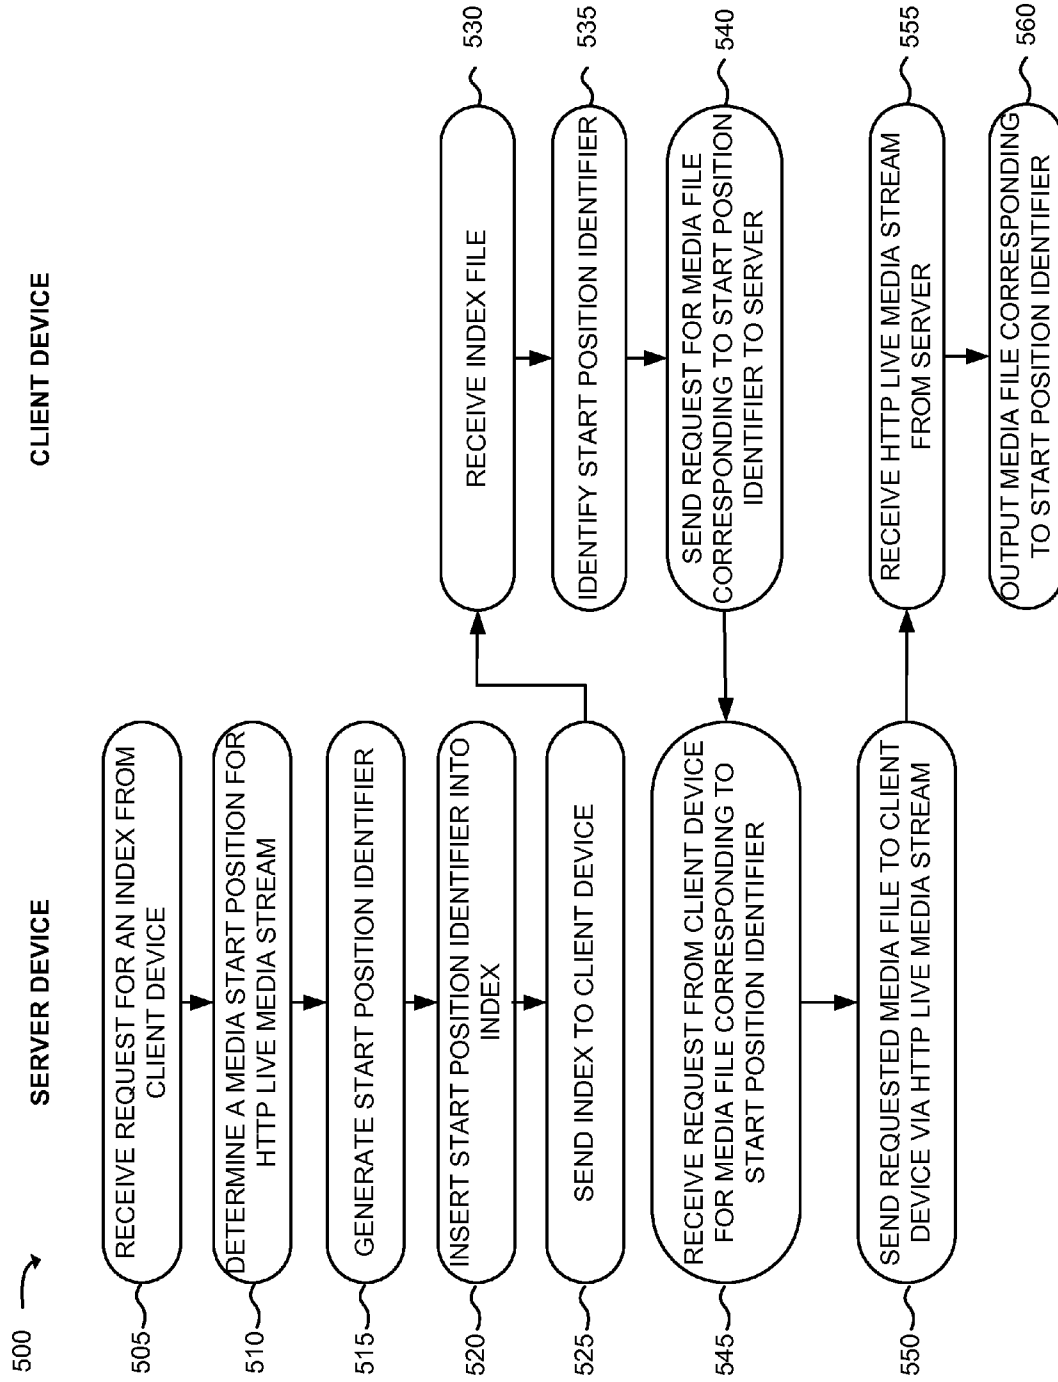 500
SERVER DEVICE
CLIENT DEVICE
505
RECEIVE REQUEST FOR AN INDEX FROM
CLIENT DEVICE
510
DETERMINE A MEDIA START POSITION FOR
HTTP LIVE MEDIA STREAM
515
GENERATE START POSITION IDENTIFIER
520
INSERT START POSITION IDENTIFIER INTO
INDEX
525
SEND INDEX TO CLIENT DEVICE
530
RECEIVE INDEX FILE
535
IDENTIFY START POSITION IDENTIFIER
540
SEND REQUEST FOR MEDIA FILE
CORRESPONDING TO START POSITION
IDENTIFIER TO SERVER
545
RECEIVE REQUEST FROM CLIENT DEVICE
FOR MEDIA FILE CORRESPONDING TO
START POSITION IDENTIFIER
550
SEND REQUESTED MEDIA FILE TO CLIENT
DEVICE VIA HTTP LIVE MEDIA STREAM
555
RECEIVE HTTP LIVE MEDIA STREAM
FROM SERVER
560
OUTPUT MEDIA FILE CORRESPONDING
TO START POSITION IDENTIFIER